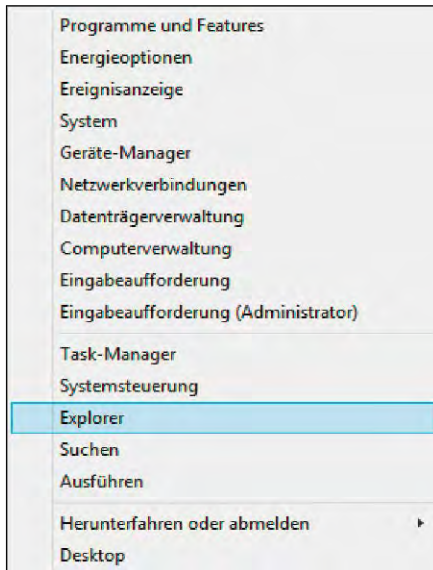 Programme und Features
Energieoptionen
Ereignisanzeige
System
Geräte-Manager
Netzwerkverbindungen
Datenträgerverwaltung
Computerverwaltung
Eingabeaufforderung
Eingabeaufforderung (Administrator)
Task-Manager
Systemsteuerung
Explorer
Suchen
Ausführen
Herunterfahren oder abmelden
Desktop